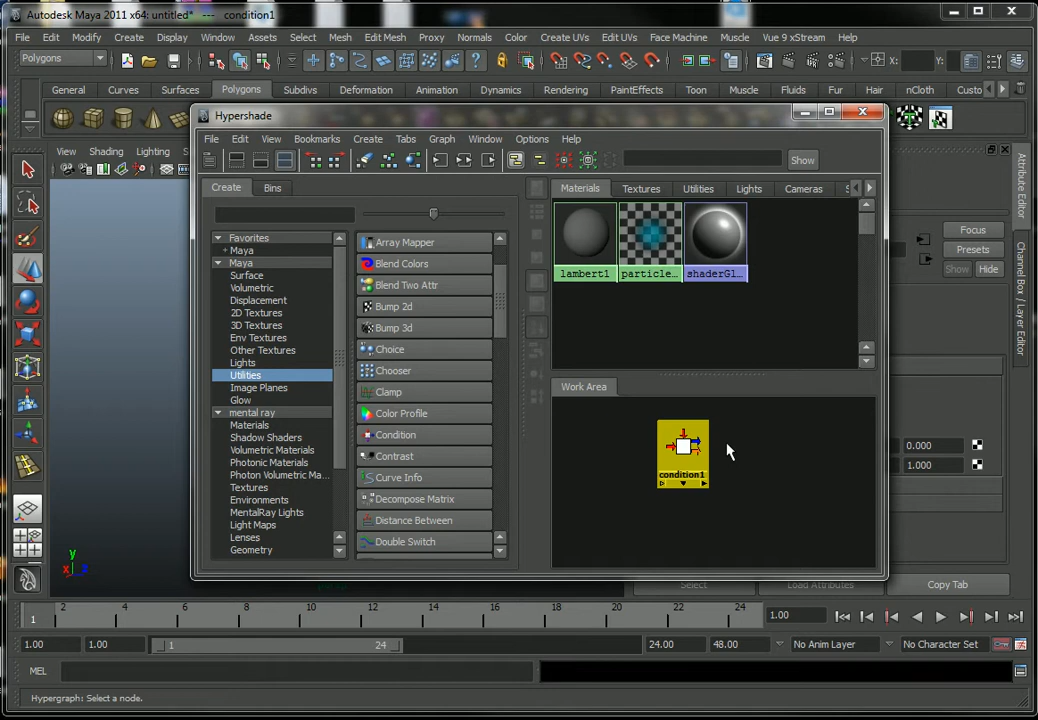 Autodesk Maya 2011 x64: untitled* --- condition1
File Edit Modify Create Display Window Assets Select Mesh Edit Mesh Proxy Normals Color Create UVs Edit UVs Face Machine Muscle Vue 9 xStream Help
Polygons X: Y:
General Curves Surfaces Polygons Subdivs Deformation Animation Dynamics Rendering PaintEffects Toon Muscle Fluids Fur Hair nCloth Custo
Hypershade
File Edit View Bookmarks Create Tabs Graph Window Options Help
View Shading Lighting
Show
Create Bins
Materials Textures Utilities Lights Cameras
Favorites
+ Maya
Maya
Surface
Volumetric
Displacement
2D Textures
3D Textures
Env Textures
Other Textures
Lights
Utilities
Image Planes
Glow
mental ray
Materials
Shadow Shaders
Volumetric Materials
Photonic Materials
Photon Volumetric Ma...
Textures
Environments
MentalRay Lights
Light Maps
Lenses
Geometry
Array Mapper
Blend Colors
Blend Two Attr
Bump 2d
Bump 3d
Choice
Chooser
Clamp
Color Profile
Condition
Contrast
Curve Info
Decompose Matrix
Distance Between
Double Switch
lambert1 particle... shaderGl...
Work Area
condition1
Focus
Presets
Show Hide
0.000
1.000
Attribute Editor
Channel Box / Layer Editor
Select Load Attributes Copy Tab
y
x z
persp
1 2 4 6 8 10 12 14 16 18 20 22 24 1.00
1.00 1.00 1 24 24.00 48.00 No Anim Layer No Character Set
MEL
Hypergraph: Select a node.